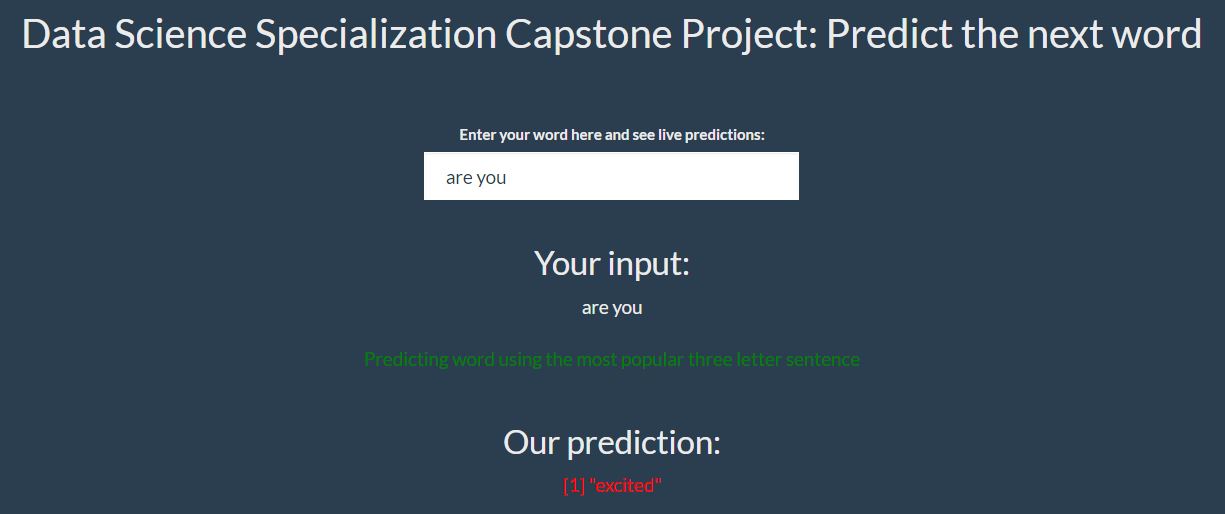 Data Science Specialization Capstone Project: Predict the next word
Enter your word here and see live predictions:
are you
Your input:
are you
Predicting word using the most popular three letter sentence
Our prediction:
[1] "excited"